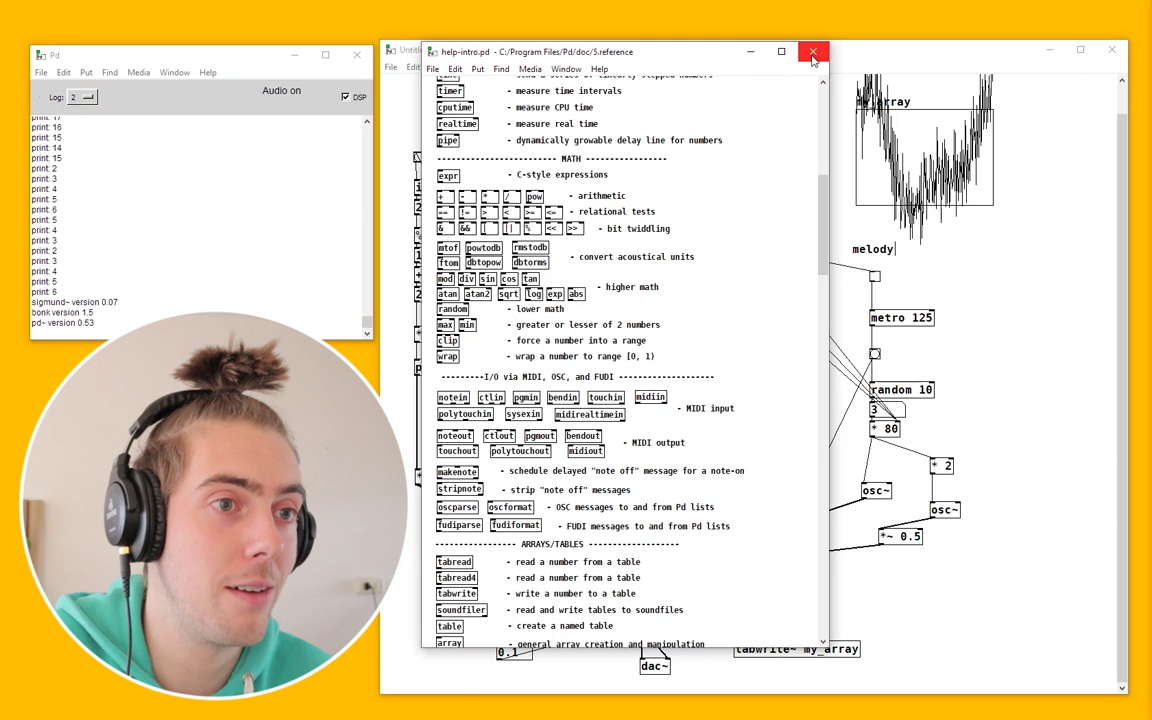 Pd
File Edit Put Find Media Window Help
Log: 2
Audio on
DSP
print: 17
print: 16
print: 15
print: 14
print: 15
print: 2
print: 3
print: 4
print: 5
print: 6
print: 5
print: 4
print: 3
print: 2
print: 3
print: 4
print: 5
print: 6
sigmund~ version 0.07
bonk version 1.5
pd~ version 0.53
File
help-intro.pd - C:/Program Files/Pd/doc/5.reference
File Edit Put Find Media Window Help
line - send a series of linearly stepped numbers
timer - measure time intervals
cputime - measure CPU time
realtime - measure real time
pipe - dynamically growable delay line for numbers
------------------------ MATH -----------------
expr - C-style expressions
+ - * / pow - arithmetic
== != > < >= <= - relational tests
& && | || % << >> - bit twiddling
mtof powtodb rmstodb
ftom dbtopow dbtorms - convert acoustical units
mod div sin cos tan
atan atan2 sqrt log exp abs - higher math
random - lower math
max min - greater or lesser of 2 numbers
clip - force a number into a range
wrap - wrap a number to range [0, 1)
---------I/O via MIDI, OSC, and FUDI --------------------
notein ctlin pgmin bendin touchin midiin
polytouchin sysexin midirealtimein - MIDI input
noteout ctlout pgmout bendout
touchout polytouchout midiout - MIDI output
makenote - schedule delayed "note off" message for a note-on
stripnote - strip "note off" messages
oscparse oscformat - OSC messages to and from Pd lists
fudiparse fudiformat - FUDI messages to and from Pd lists
---------------- ARRAYS/TABLES -------------------
tabread - read a number from a table
tabread4 - read a number from a table
tabwrite - write a number to a table
soundfiler - read and write tables to soundfiles
table - create a named table
array - general array creation and manipulation
my_array
melody
metro 125
random 10
3
* 80
* 2
osc~
osc~
*~ 0.5
0.1
dac~
tabwrite~ my_array